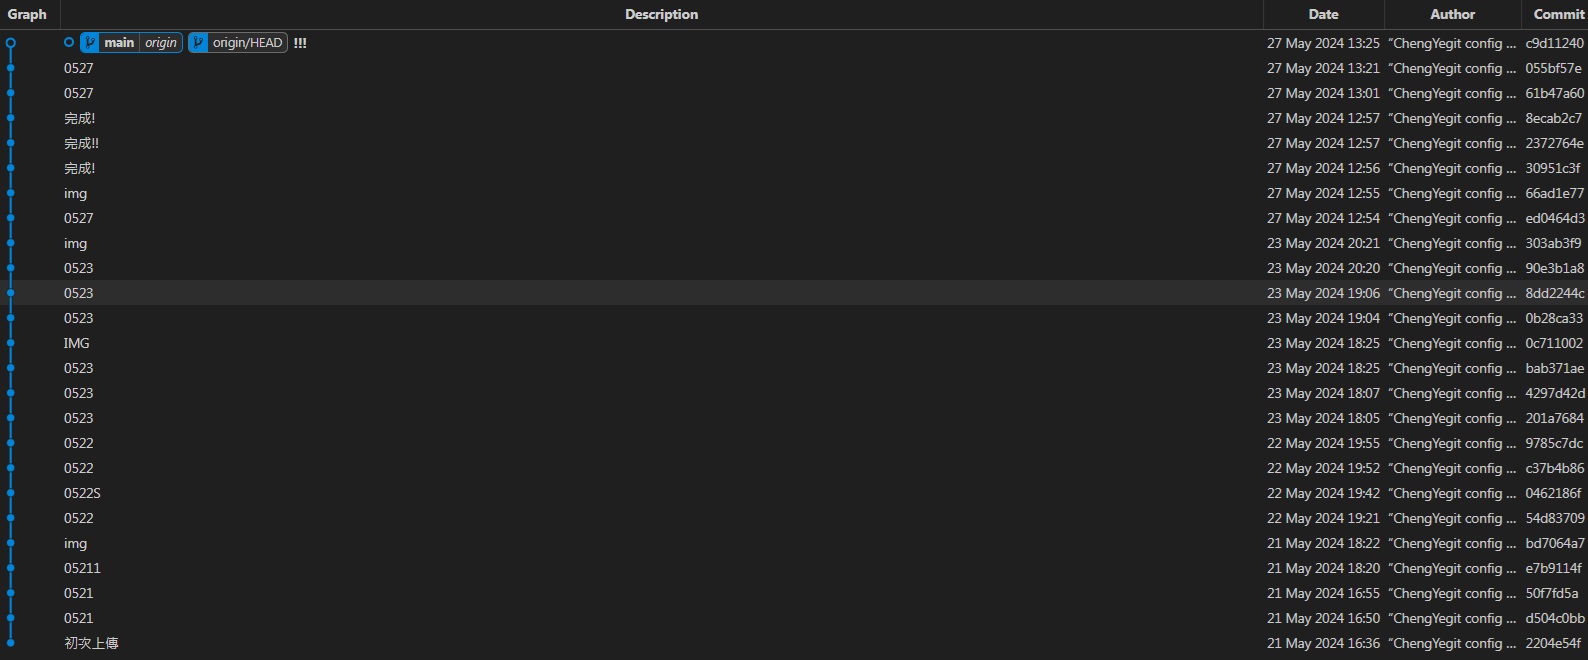 Graph Description Date Author Commit
main origin origin/HEAD !!! 27 May 2024 13:25 “ChengYegit config ... c9d11240
0527 27 May 2024 13:21 “ChengYegit config ... 055bf57e
0527 27 May 2024 13:01 “ChengYegit config ... 61b47a60
完成! 27 May 2024 12:57 “ChengYegit config ... 8ecab2c7
完成!! 27 May 2024 12:57 “ChengYegit config ... 2372764e
完成! 27 May 2024 12:56 “ChengYegit config ... 30951c3f
img 27 May 2024 12:55 “ChengYegit config ... 66ad1e77
0527 27 May 2024 12:54 “ChengYegit config ... ed0464d3
img 23 May 2024 20:21 “ChengYegit config ... 303ab3f9
0523 23 May 2024 20:20 “ChengYegit config ... 90e3b1a8
0523 23 May 2024 19:06 “ChengYegit config ... 8dd2244c
0523 23 May 2024 19:04 “ChengYegit config ... 0b28ca33
IMG 23 May 2024 18:25 “ChengYegit config ... 0c711002
0523 23 May 2024 18:25 “ChengYegit config ... bab371ae
0523 23 May 2024 18:07 “ChengYegit config ... 4297d42d
0523 23 May 2024 18:05 “ChengYegit config ... 201a7684
0522 22 May 2024 19:55 “ChengYegit config ... 9785c7dc
0522 22 May 2024 19:52 “ChengYegit config ... c37b4b86
0522S 22 May 2024 19:42 “ChengYegit config ... 0462186f
0522 22 May 2024 19:21 “ChengYegit config ... 54d83709
img 21 May 2024 18:22 “ChengYegit config ... bd7064a7
05211 21 May 2024 18:20 “ChengYegit config ... e7b9114f
0521 21 May 2024 16:55 “ChengYegit config ... 50f7fd5a
0521 21 May 2024 16:50 “ChengYegit config ... d504c0bb
初次上傳 21 May 2024 16:36 “ChengYegit config ... 2204e54f